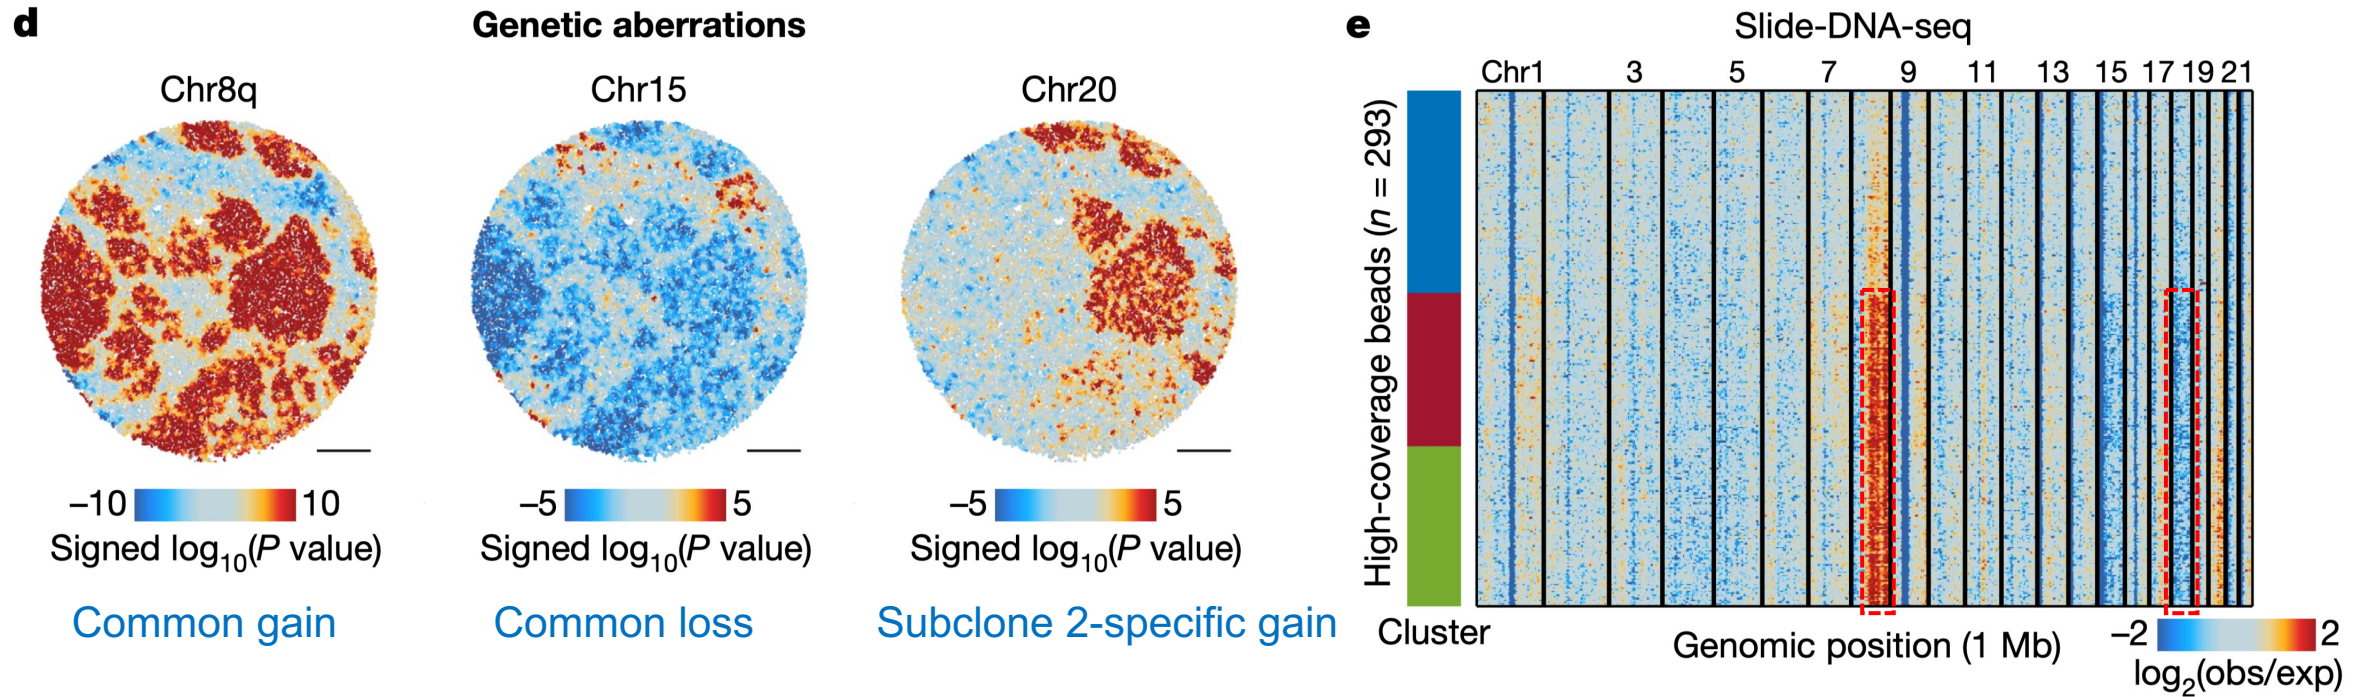 d
Genetic aberrations
Chr8q
Chr15
Chr20
–10 10
Signed log10(P value)
–5 5
Signed log10(P value)
–5 5
Signed log10(P value)
Common gain
Common loss
Subclone 2-specific gain
e
Slide-DNA-seq
Chr1 3 5 7 9 11 13 15 17 19 21
High-coverage beads (n = 293)
Cluster
Genomic position (1 Mb)
–2 2
log2(obs/exp)